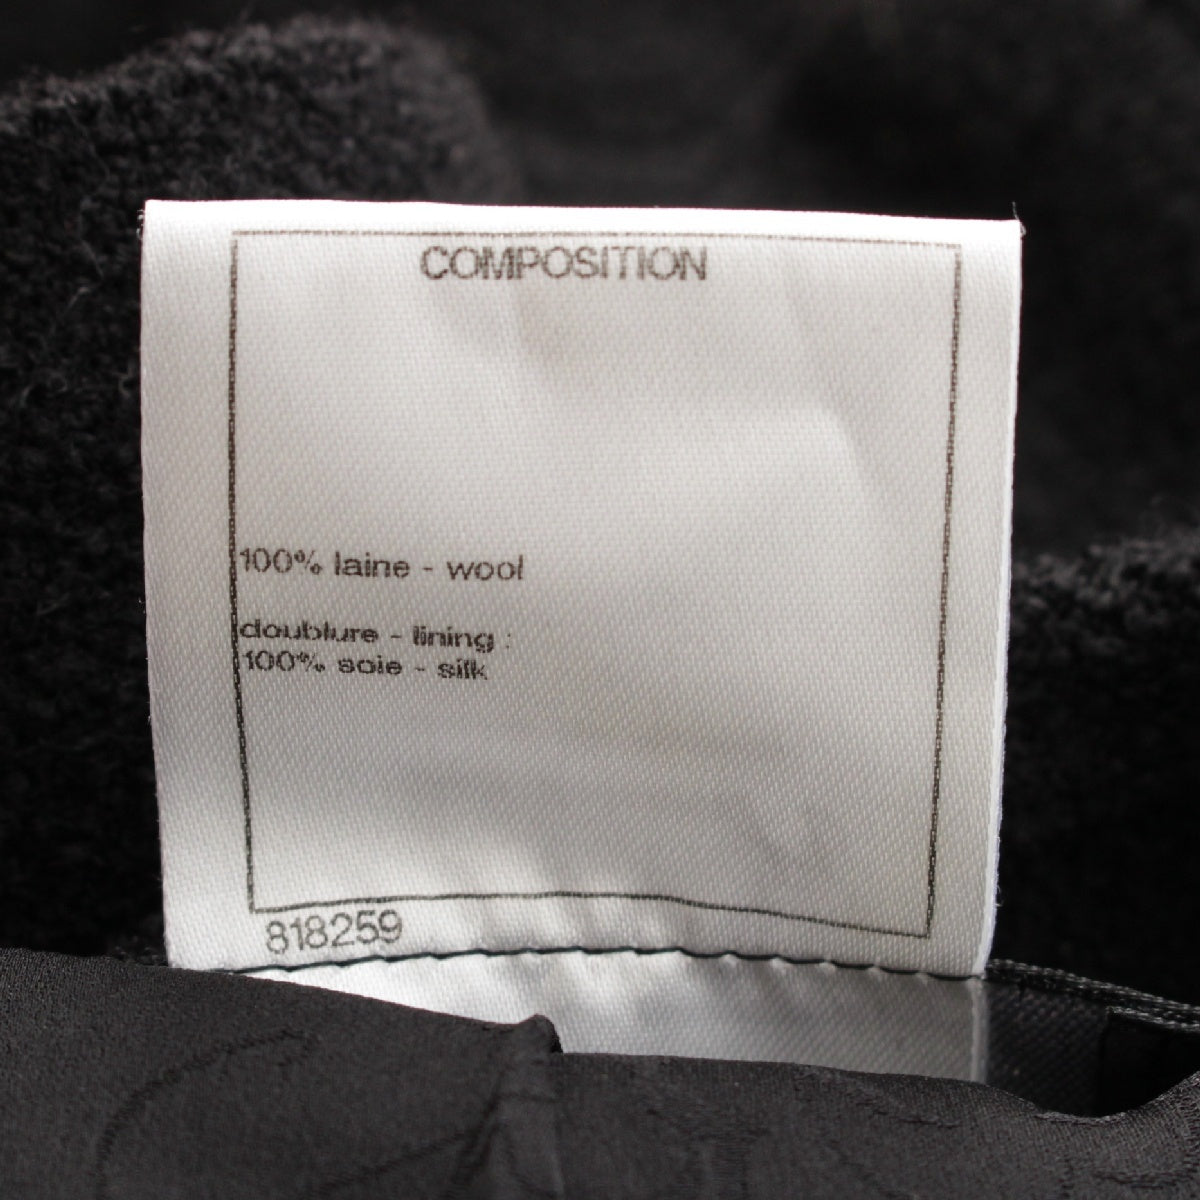 COMPOSITION
100% laine - wool
doublure - lining :
100% soie - silk
818259